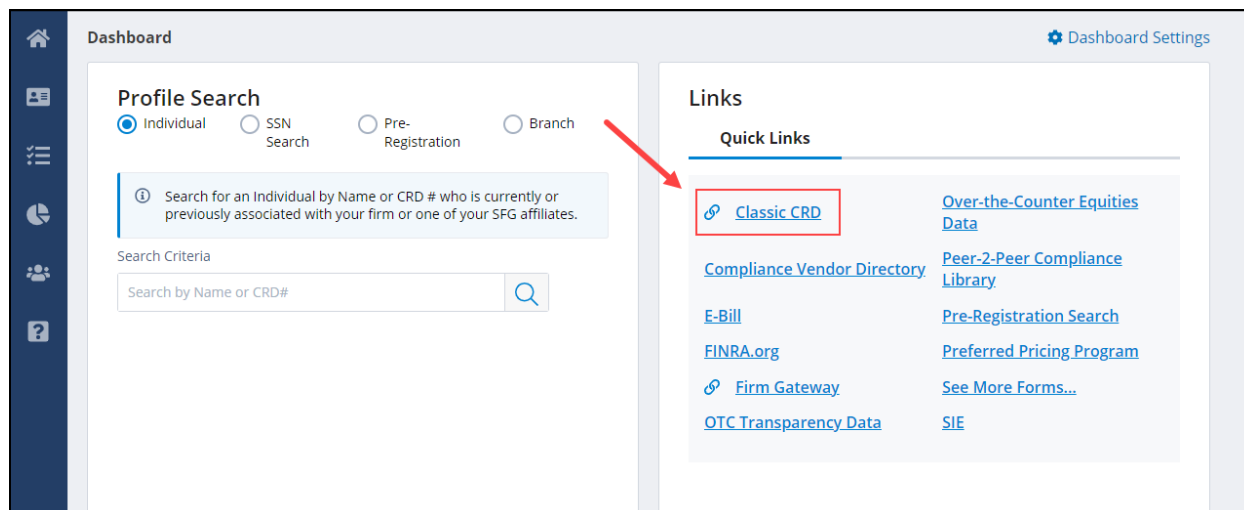 Dashboard
Dashboard Settings
Profile Search
Individual
SSN
Search
Pre-
Registration
Branch
Search for an Individual by Name or CRD # who is currently or
previously associated with your firm or one of your SFG affiliates.
Search Criteria
Search by Name or CRD#
Links
Quick Links
Classic CRD
Over-the-Counter Equities
Data
Compliance Vendor Directory
Peer-2-Peer Compliance
Library
E-Bill
Pre-Registration Search
FINRA.org
Preferred Pricing Program
Firm Gateway
See More Forms...
OTC Transparency Data
SIE